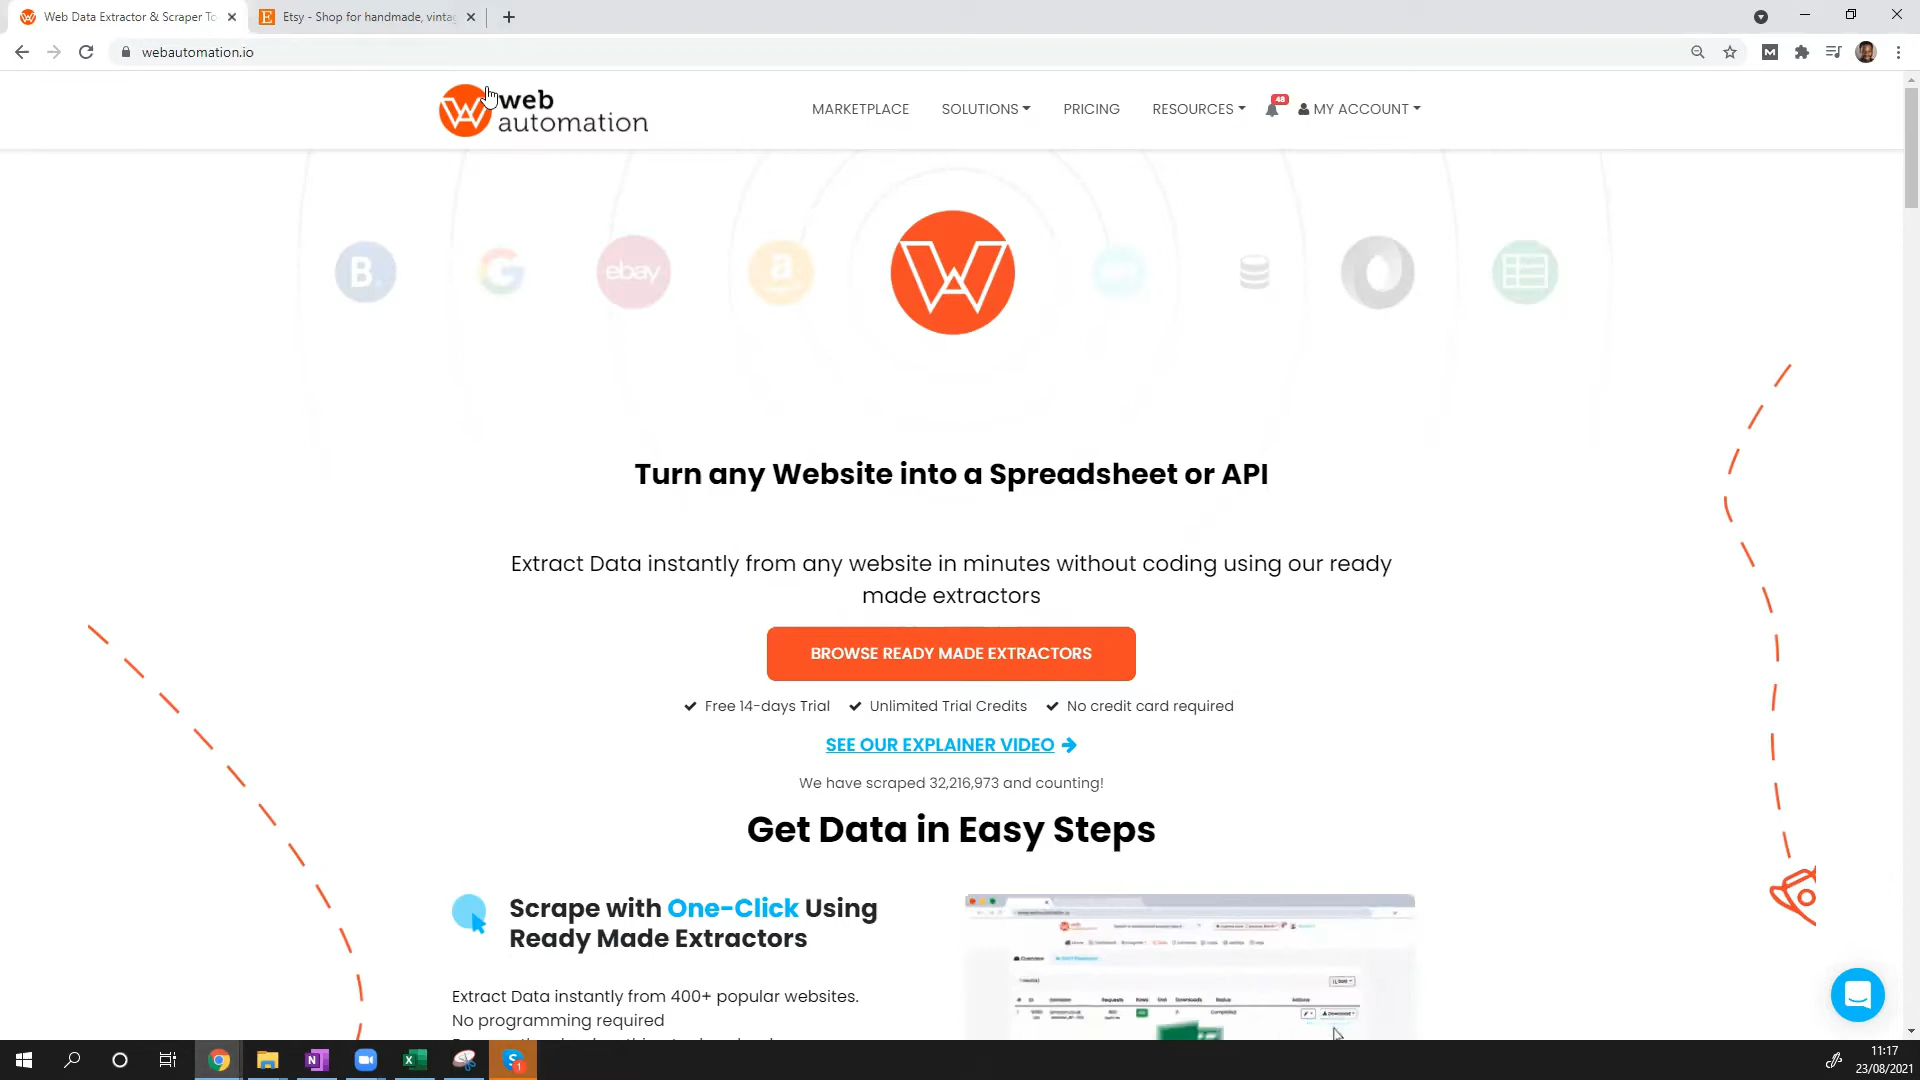 Web Data Extractor & Scraper To
Etsy - Shop for handmade, vinta
webautomation.io
web
automation
MARKETPLACE
SOLUTIONS
PRICING
RESOURCES
48
MY ACCOUNT
B.
G
ebay
a
Turn any Website into a Spreadsheet or API
Extract Data instantly from any website in minutes without coding using our ready
made extractors
BROWSE READY MADE EXTRACTORS
Free 14-days Trial
Unlimited Trial Credits
No credit card required
SEE OUR EXPLAINER VIDEO
We have scraped 32,216,973 and counting!
Get Data in Easy Steps
Scrape with One-Click Using
Ready Made Extractors
Extract Data instantly from 400+ popular websites.
No programming required
11:17
23/08/2021